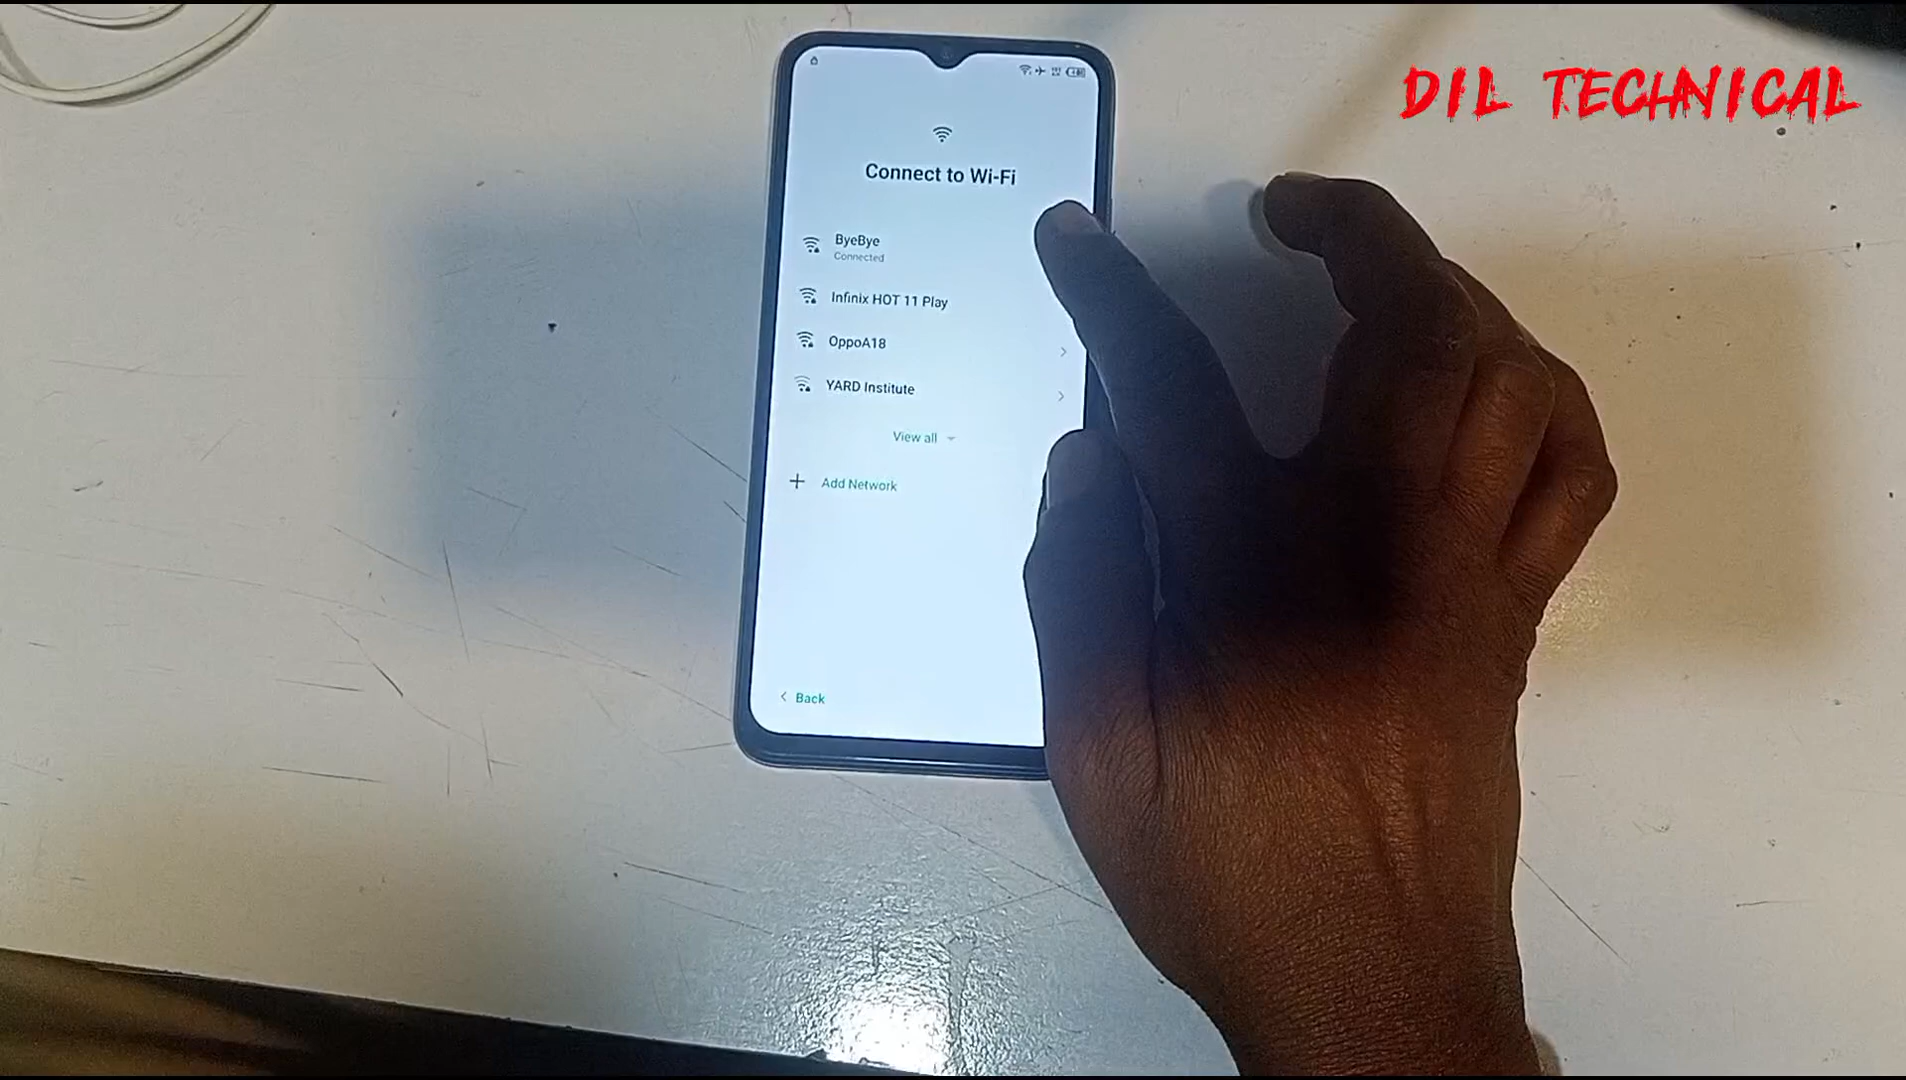 DIL TECHNICAL
Connect to Wi-Fi
ByeBye
Connected
Infinix HOT 11 Play
OppoA18
YARD Institute
View all
Add Network
Back